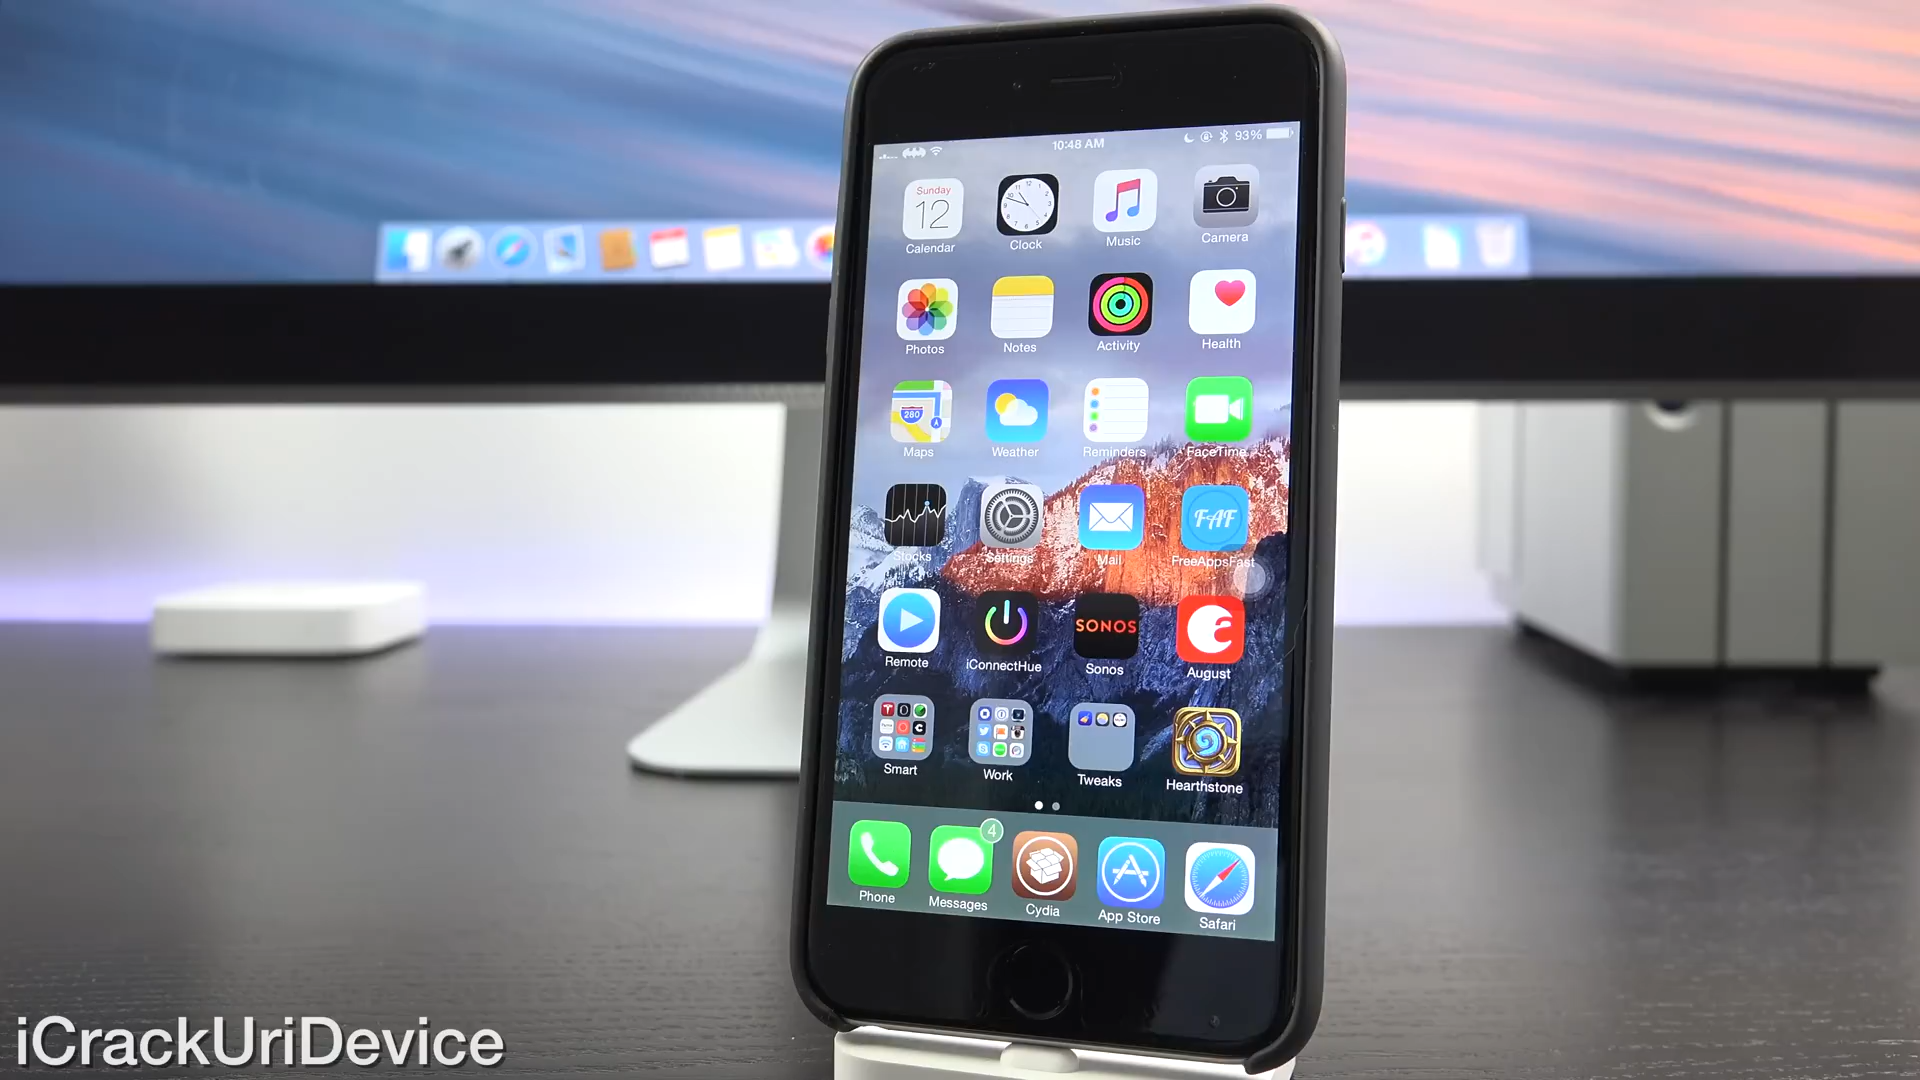 10:48 AM 93%
Sunday
12
Calendar Clock Music Camera
Photos Notes Activity Health
280
Maps Weather Reminders FaceTime
FAF
Stocks Settings Mail FreeAppsFast
SONOS
Remote iConnectHue Sonos August
Smart Work Tweaks Hearthstone
4
Phone Messages Cydia App Store Safari
iCrackUriDevice